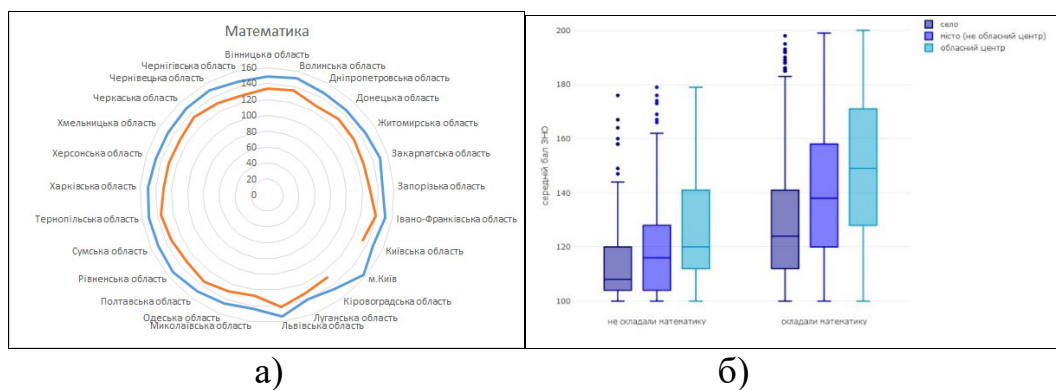 Математика
Вінницька область
Волинська область
Дніпропетровська область
Донецька область
Житомирська область
Закарпатська область
Запорізька область
Івано-Франківська область
Київська область
м.Київ
Кіровоградська область
Луганська область
Львівська область
Миколаївська область
Одеська область
Полтавська область
Рівненська область
Сумська область
Тернопільська область
Харківська область
Херсонська область
Хмельницька область
Черкаська область
Чернівецька область
Чернігівська область
160
140
120
100
80
60
40
20
0
а)
село
місто (не обласний центр)
обласний центр
середній бал ЗНО
200
180
160
140
120
100
не складали математику
складали математику
б)